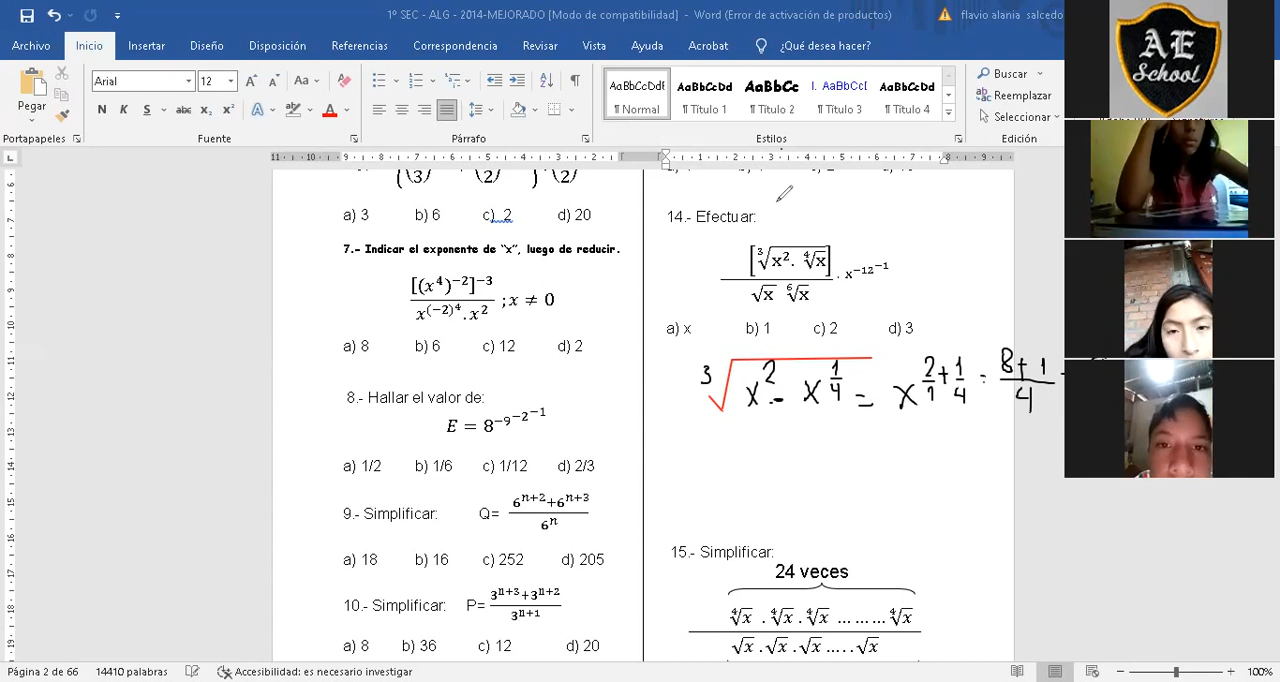 1º SEC - ALG - 2014-MEJORADO [Modo de compatibilidad] - Word (Error de activación de productos)
flavio alania salcedo
Archivo Inicio Insertar Diseño Disposición Referencias Correspondencia Revisar Vista Ayuda Acrobat ¿Qué desea hacer?
Pegar
Arial 12
N K S abc x₂ x²
AaBbCcDdf AaBbCcDd AaBbCc I. AaBbCcI AaBbCcDd
¶ Normal ¶ Título 1 ¶ Título 2 ¶ Título 3 ¶ Título 4
Buscar
Reemplazar
Seleccionar
Portapapeles Fuente Párrafo Estilos Edición
AE
School
a) 3 b) 6 c) 2 d) 20
7.- Indicar el exponente de "x", luego de reducir.
[(x⁴)⁻²]⁻³ / x^(−2)⁴ . x² ; x ≠ 0
a) 8 b) 6 c) 12 d) 2
8.- Hallar el valor de:
E = 8^−9^−2^−1
a) 1/2 b) 1/6 c) 1/12 d) 2/3
9.- Simplificar: Q= 6ⁿ⁺²+6ⁿ⁺³ / 6ⁿ
a) 18 b) 16 c) 252 d) 205
10.- Simplificar: P= 3ⁿ⁺³+3ⁿ⁺² / 3ⁿ⁺¹
a) 8 b) 36 c) 12 d) 20
14.- Efectuar:
[∛(x². ∜x)] / √x ⁶√x . x^−12^−1
a) x b) 1 c) 2 d) 3
3√ x² - x^1/4 = x^2/1+1/4 = 8+1/4
15.- Simplificar:
24 veces
∜x . ∜x . ∜x ……… ∜x
√x . √x . √x ….. √x
Página 2 de 66 14410 palabras Accesibilidad: es necesario investigar 100%